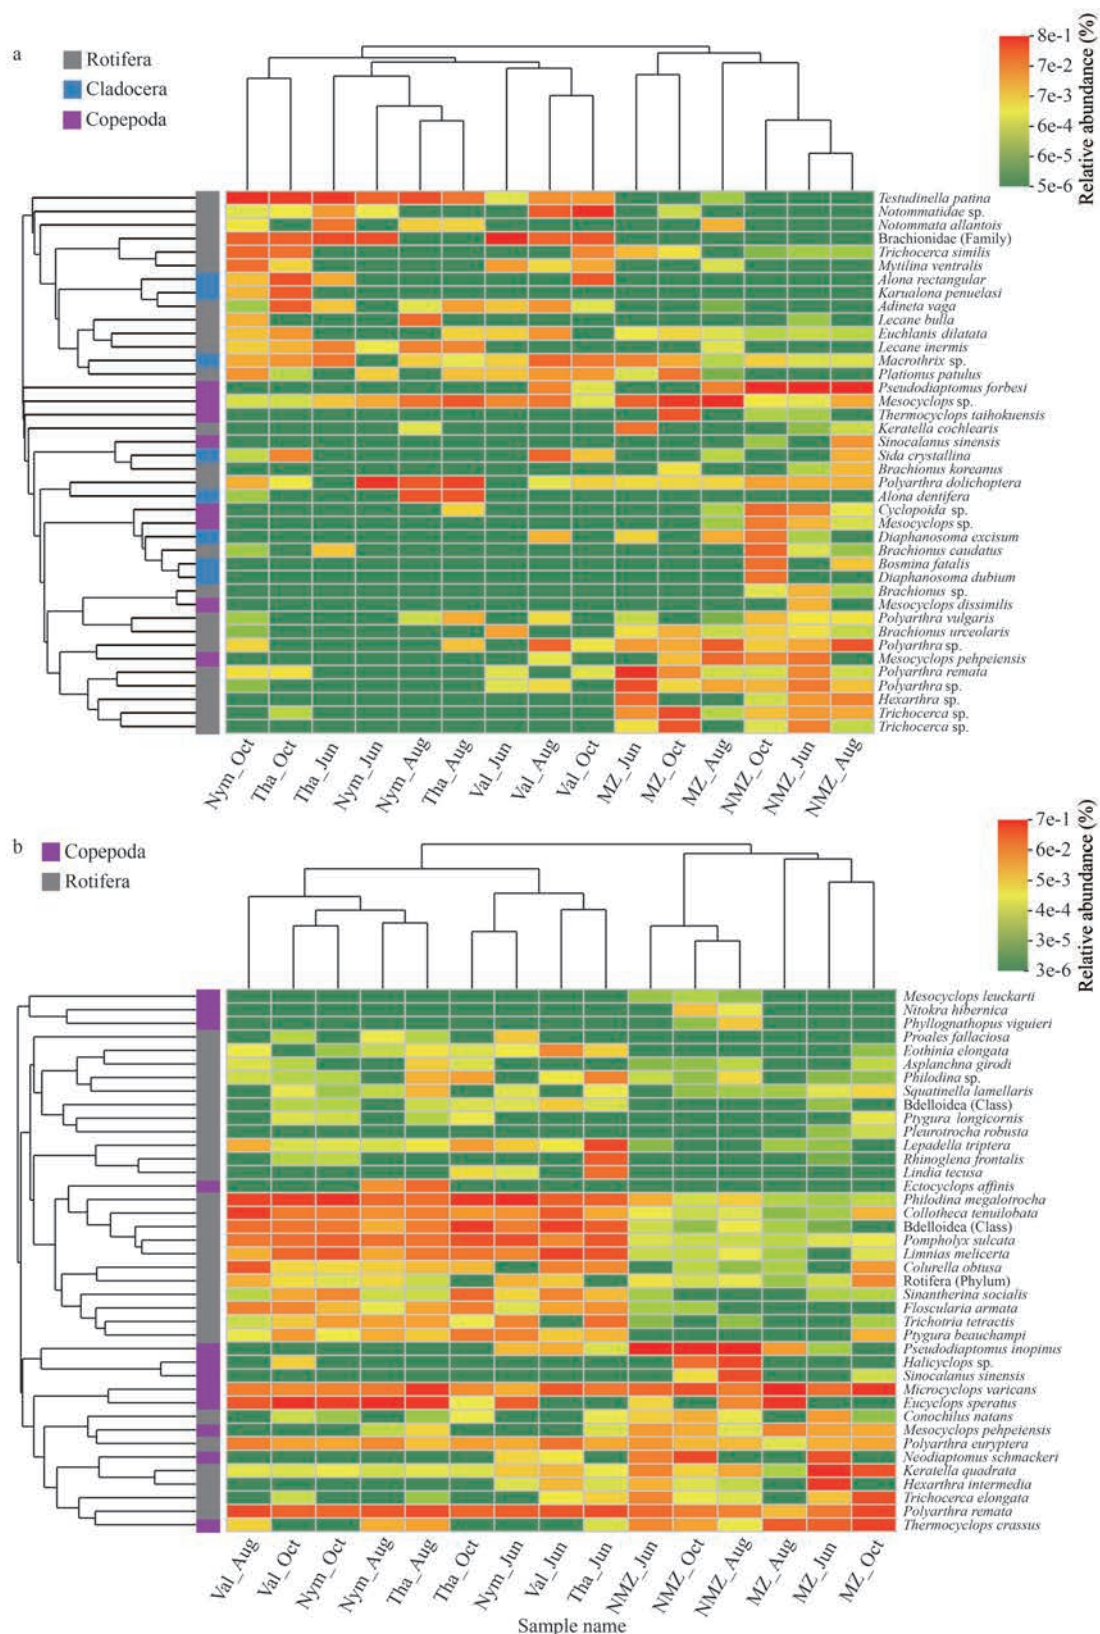 a
Rotifera
Cladocera
Copepoda
8e-1
7e-2
7e-3
6e-4
6e-5
5e-6
Relative abundance (%)
Testudinella patina
Notommatidae sp.
Notommata allantois
Brachionidae (Family)
Trichocerca similis
Mytilina ventralis
Alona rectangular
Karualona penuelasi
Adineta vaga
Lecane bulla
Euchlanis dilatata
Lecane inermis
Macrothrix sp.
Plationus patulus
Pseudodiaptomus forbesi
Mesocyclops sp.
Thermocyclops taihokuensis
Keratella cochlearis
Sinocalanus sinensis
Sida crystallina
Brachionus koreanus
Polyarthra dolichoptera
Alona dentifera
Cyclopoida sp.
Mesocyclops sp.
Diaphanosoma excisum
Brachionus caudatus
Bosmina fatalis
Diaphanosoma dubium
Brachionus sp.
Mesocyclops dissimilis
Polyarthra vulgaris
Brachionus urceolaris
Polyarthra sp.
Mesocyclops pehpeiensis
Polyarthra remata
Polyarthra sp.
Hexarthra sp.
Trichocerca sp.
Trichocerca sp.
Nym_Oct
Tha_Oct
Tha_Jun
Nym_Jun
Nym_Aug
Tha_Aug
Val_Jun
Val_Aug
Val_Oct
MZ_Jun
MZ_Oct
MZ_Aug
NMZ_Oct
NMZ_Jun
NMZ_Aug
b
Copepoda
Rotifera
7e-1
6e-2
5e-3
4e-4
3e-5
3e-6
Relative abundance (%)
Mesocyclops leuckarti
Nitokra hibernica
Phyllognathopus viguieri
Proales fallaciosa
Eothinia elongata
Asplanchna girodi
Philodina sp.
Squatinella lamellaris
Bdelloidea (Class)
Ptygura longicornis
Pleurotrocha robusta
Lepadella triptera
Rhinoglena frontalis
Lindia tecusa
Ectocyclops affinis
Philodina megalotrocha
Collotheca tenuilobata
Bdelloidea (Class)
Pompholyx sulcata
Limnias melicerta
Colurella obtusa
Rotifera (Phylum)
Sinantherina socialis
Floscularia armata
Trichotria tetractis
Ptygura beauchampi
Pseudodiaptomus inopinus
Halicyclops sp.
Sinocalanus sinensis
Microcyclops varicans
Eucyclops speratus
Conochilus natans
Mesocyclops pehpeiensis
Polyarthra euryptera
Neodiaptomus schmackeri
Keratella quadrata
Hexarthra intermedia
Trichocerca elongata
Polyarthra remata
Thermocyclops crassus
Val_Aug
Val_Oct
Nym_Oct
Nym_Aug
Tha_Aug
Tha_Oct
Nym_Jun
Val_Jun
Tha_Jun
NMZ_Jun
NMZ_Oct
NMZ_Aug
MZ_Aug
MZ_Jun
MZ_Oct
Sample name